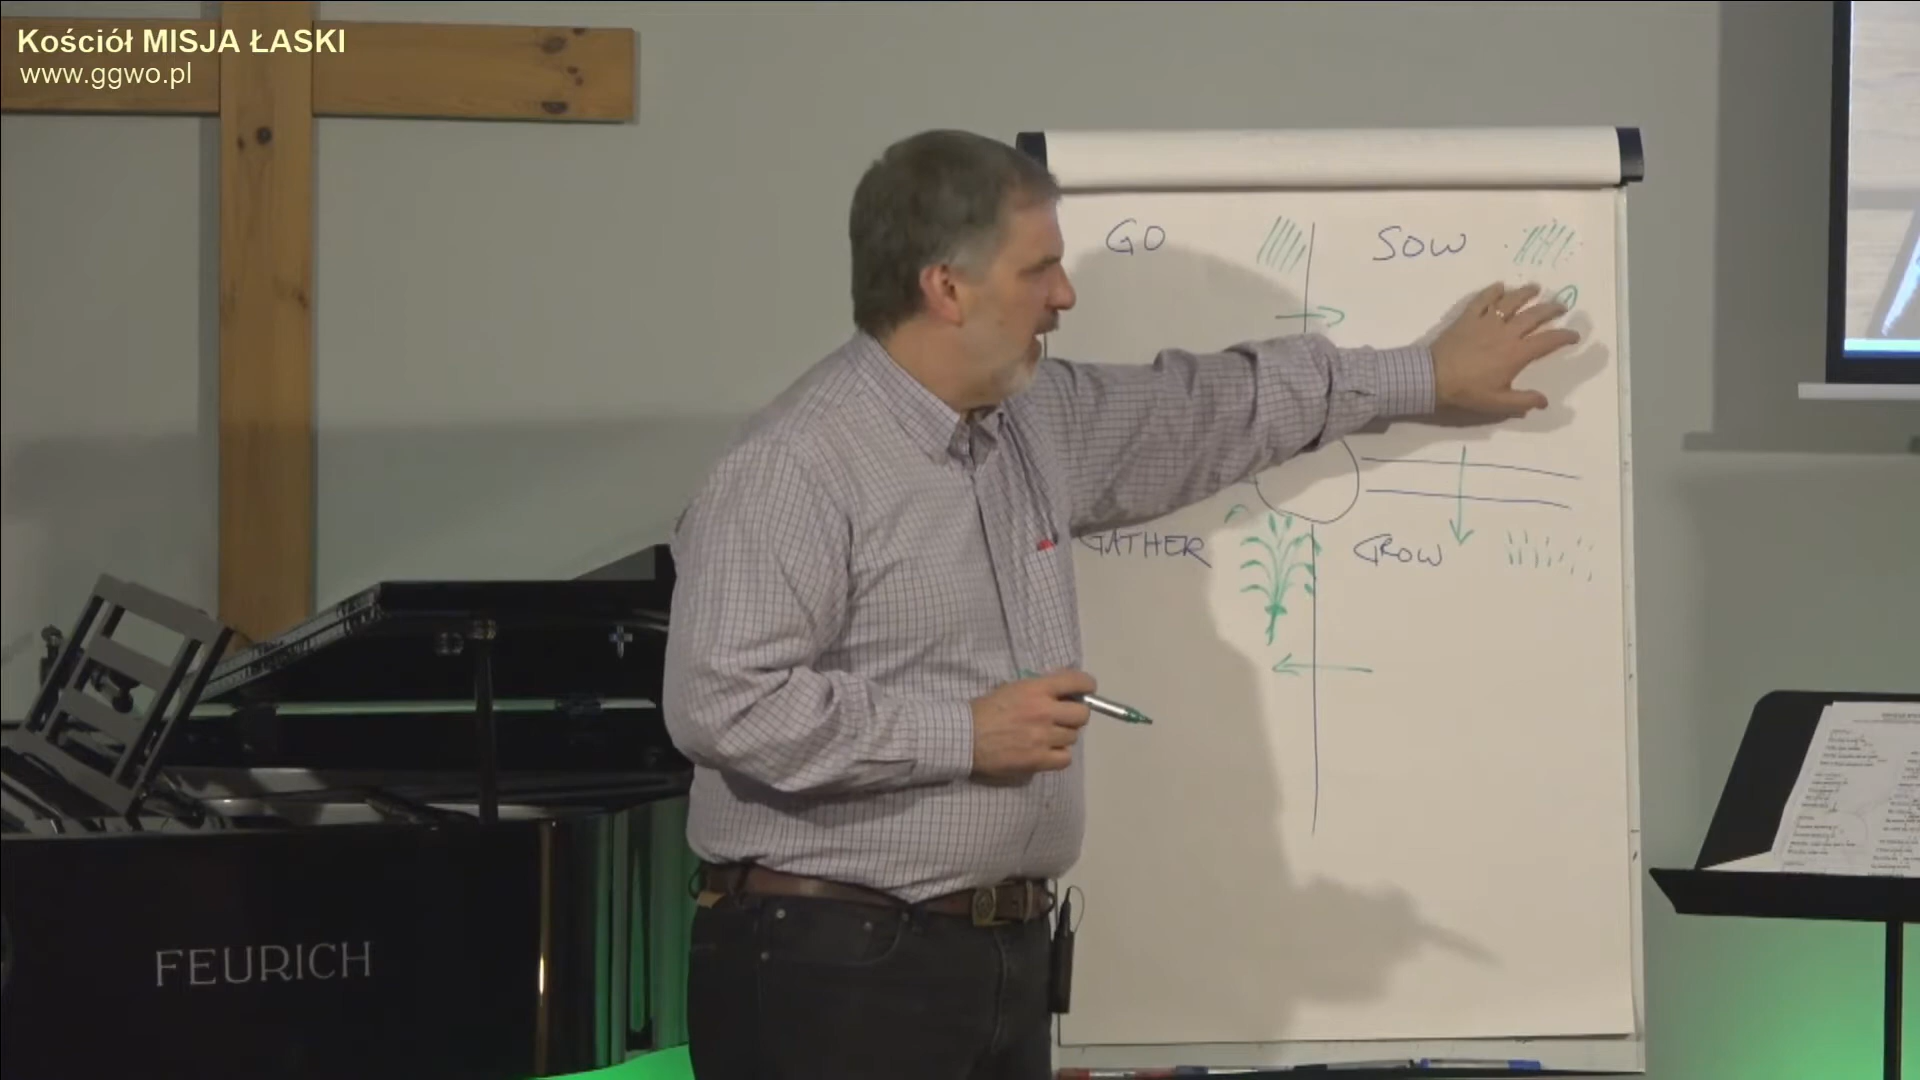 Kościół MISJA ŁASKI
www.ggwo.pl
GO
SOW
GATHER
GROW
FEURICH